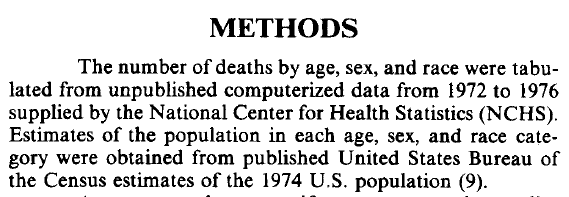 METHODS
The number of deaths by age, sex, and race were tabu-
lated from unpublished computerized data from 1972 to 1976
supplied by the National Center for Health Statistics (NCHS).
Estimates of the population in each age, sex, and race cate-
gory were obtained from published United States Bureau of
the Census estimates of the 1974 U.S. population (9).